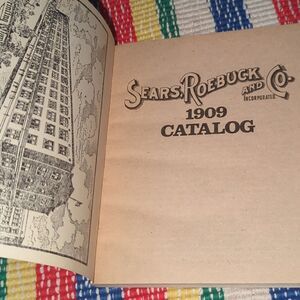 SEARS, ROEBUCK AND CO.
INCORPORATED
1909
CATALOG